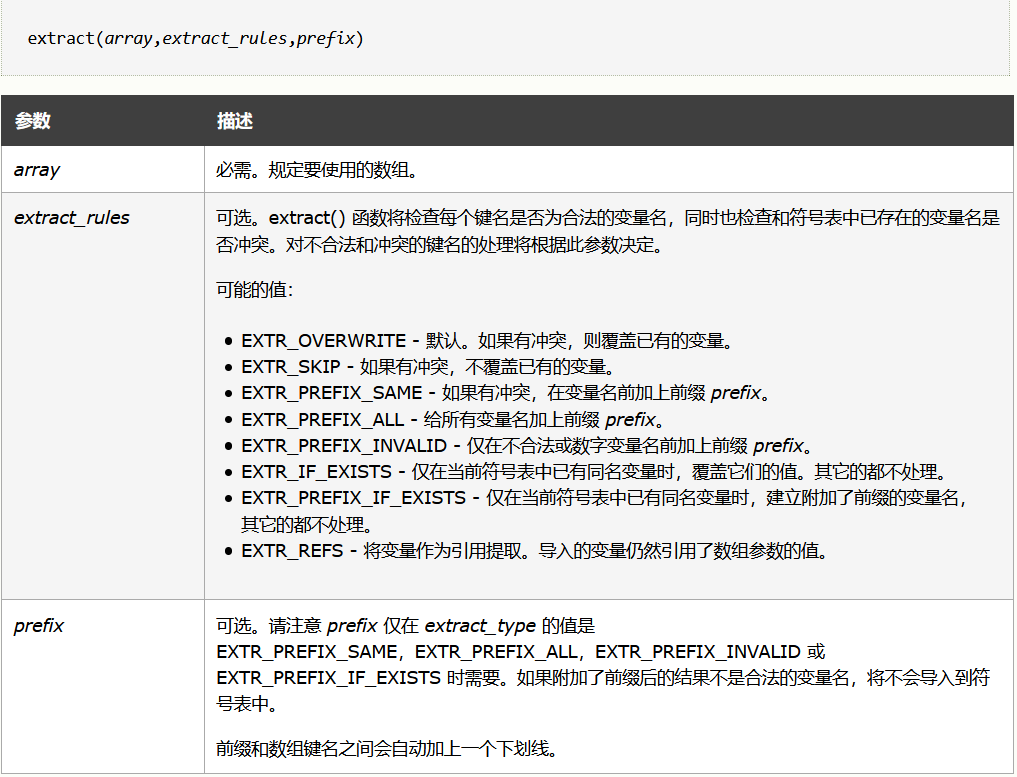 extract(array,extract_rules,prefix)
参数 描述
array 必需。规定要使用的数组。
extract_rules 可选。extract() 函数将检查每个键名是否为合法的变量名，同时也检查和符号表中已存在的变量名是
否冲突。对不合法和冲突的键名的处理将根据此参数决定。
可能的值：
• EXTR_OVERWRITE - 默认。如果有冲突，则覆盖已有的变量。
• EXTR_SKIP - 如果有冲突，不覆盖已有的变量。
• EXTR_PREFIX_SAME - 如果有冲突，在变量名前加上前缀 prefix。
• EXTR_PREFIX_ALL - 给所有变量名加上前缀 prefix。
• EXTR_PREFIX_INVALID - 仅在不合法或数字变量名前加上前缀 prefix。
• EXTR_IF_EXISTS - 仅在当前符号表中已有同名变量时，覆盖它们的值。其它的都不处理。
• EXTR_PREFIX_IF_EXISTS - 仅在当前符号表中已有同名变量时，建立附加了前缀的变量名，
其它的都不处理。
• EXTR_REFS - 将变量作为引用提取。导入的变量仍然引用了数组参数的值。
prefix 可选。请注意 prefix 仅在 extract_type 的值是
EXTR_PREFIX_SAME，EXTR_PREFIX_ALL，EXTR_PREFIX_INVALID 或
EXTR_PREFIX_IF_EXISTS 时需要。如果附加了前缀后的结果不是合法的变量名，将不会导入到符
号表中。
前缀和数组键名之间会自动加上一个下划线。